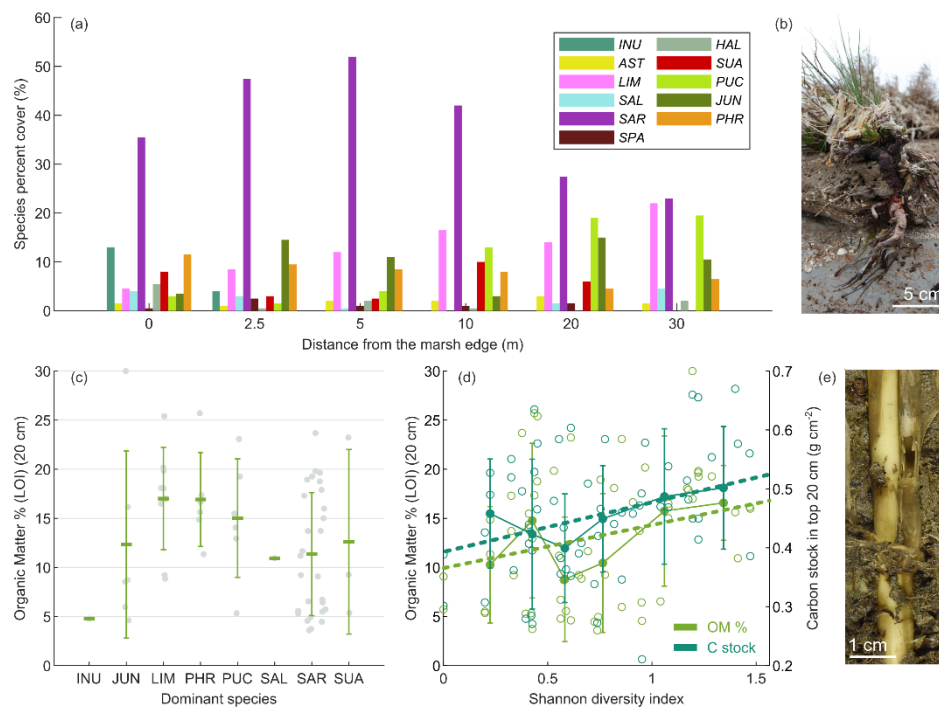 (a)
Species percent cover (%)
60
50
40
30
20
10
0
INU
AST
LIM
SAL
SAR
SPA
HAL
SUA
PUC
JUN
PHR
0 2.5 5 10 20 30
Distance from the marsh edge (m)
(b)
5 cm
(c)
Organic Matter % (LOI) (20 cm)
30
25
20
15
10
5
0
INU JUN LIM PHR PUC SAL SAR SUA
Dominant species
(d)
Organic Matter % (LOI) (20 cm)
30
25
20
15
10
5
0
0.7
0.6
0.5
0.4
0.3
0.2
Carbon stock in top 20 cm (g cm-2)
OM %
C stock
0 0.5 1 1.5
Shannon diversity index
(e)
1 cm